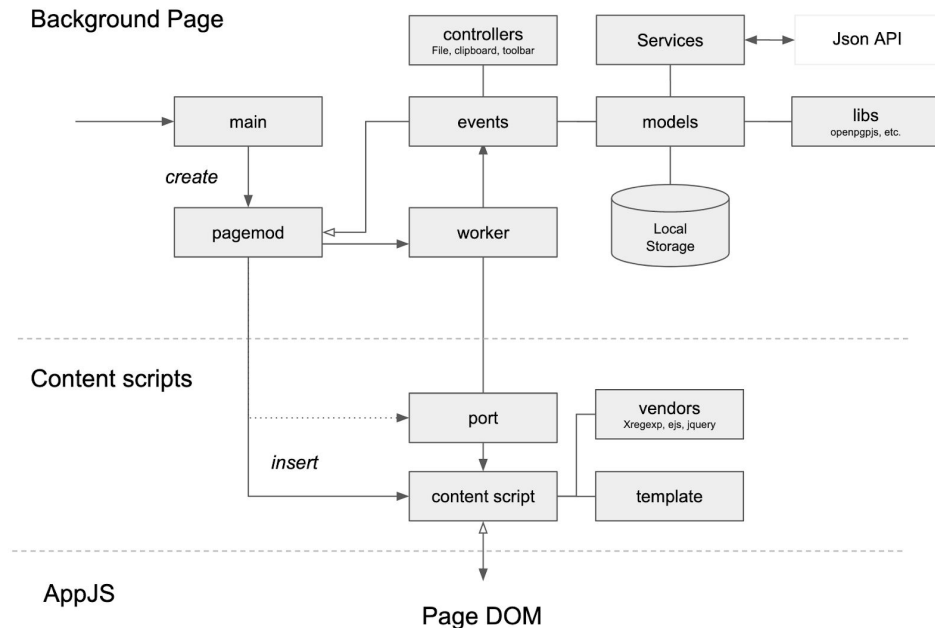 Background Page
controllers
File, clipboard, toolbar
Services
Json API
main
events
models
libs
openpgpjs, etc.
create
pagemod
worker
Local
Storage
Content scripts
port
vendors
Xregexp, ejs, jquery
insert
content script
template
AppJS
Page DOM